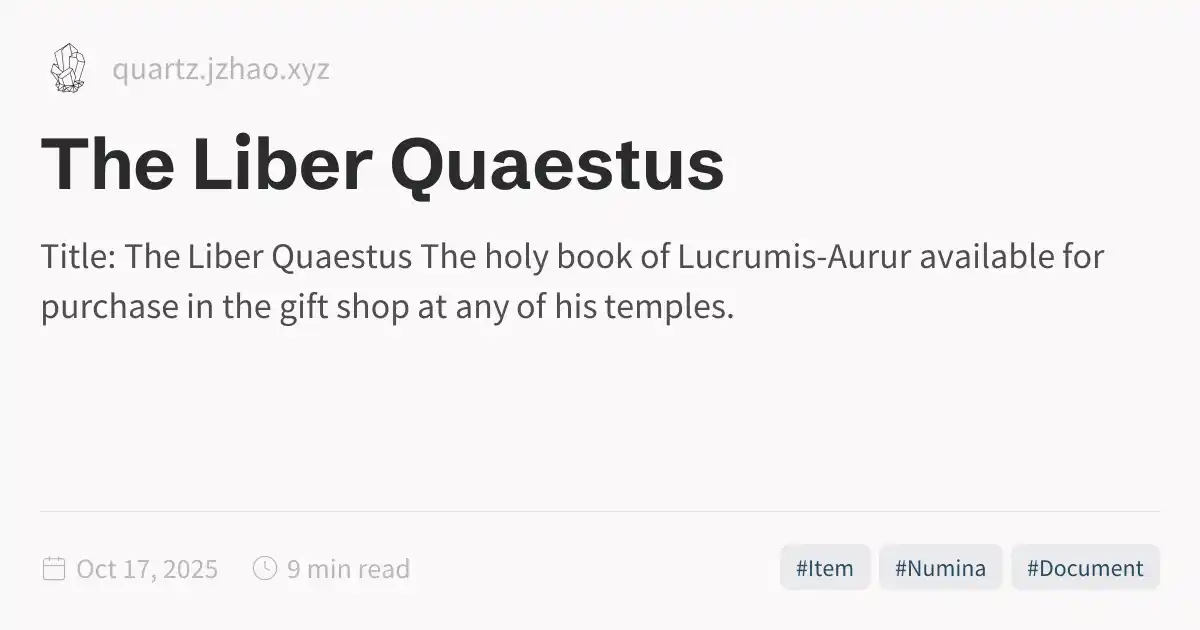 quartz.jzhao.xyz
The Liber Quaestus
Title: The Liber Quaestus The holy book of Lucrumis-Aurur available for
purchase in the gift shop at any of his temples.
Oct 17, 2025 9 min read #Item #Numina #Document